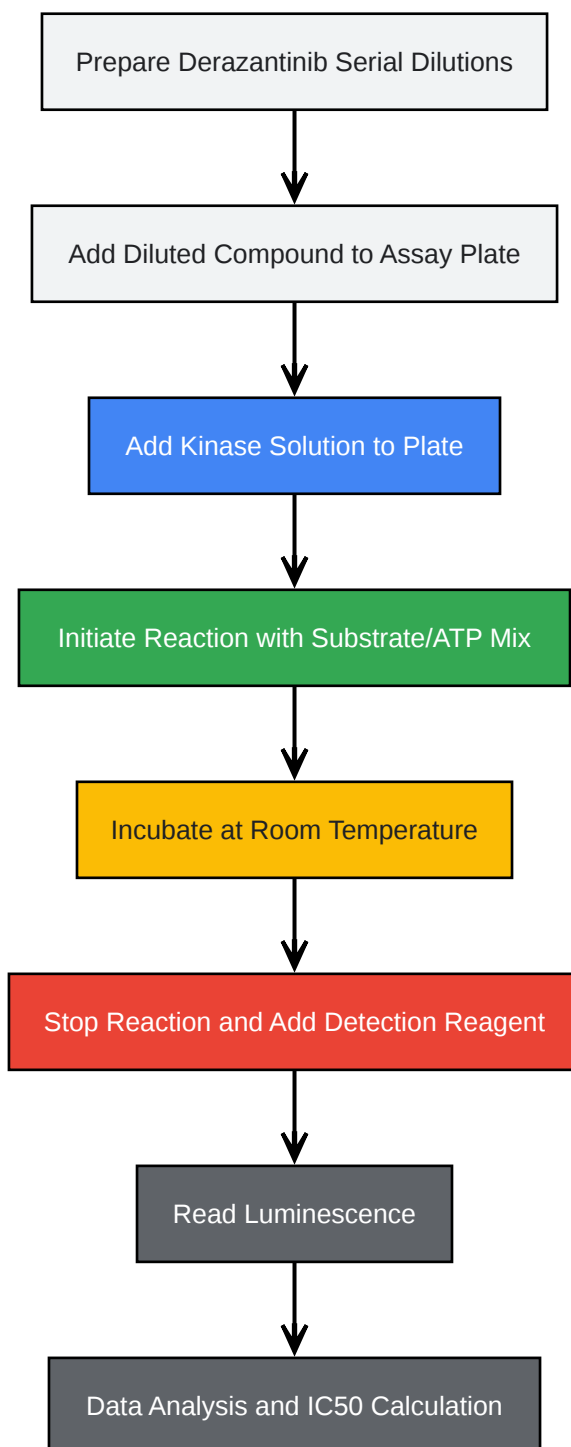 Prepare Derazantinib Serial Dilutions
Add Diluted Compound to Assay Plate
Add Kinase Solution to Plate
Initiate Reaction with Substrate/ATP Mix
Incubate at Room Temperature
Stop Reaction and Add Detection Reagent
Read Luminescence
Data Analysis and IC50 Calculation